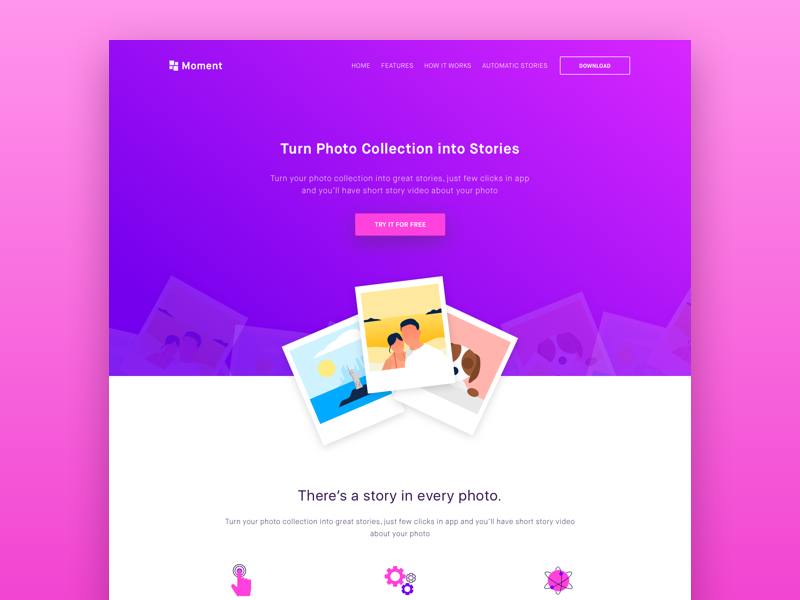 Moment
HOME FEATURES HOW IT WORKS AUTOMATIC STORIES DOWNLOAD
Turn Photo Collection into Stories
Turn your photo collection into great stories, just few clicks in app
and you'll have short story video about your photo
TRY IT FOR FREE
There's a story in every photo.
Turn your photo collection into great stories, just few clicks in app and you'll have short story video
about your photo